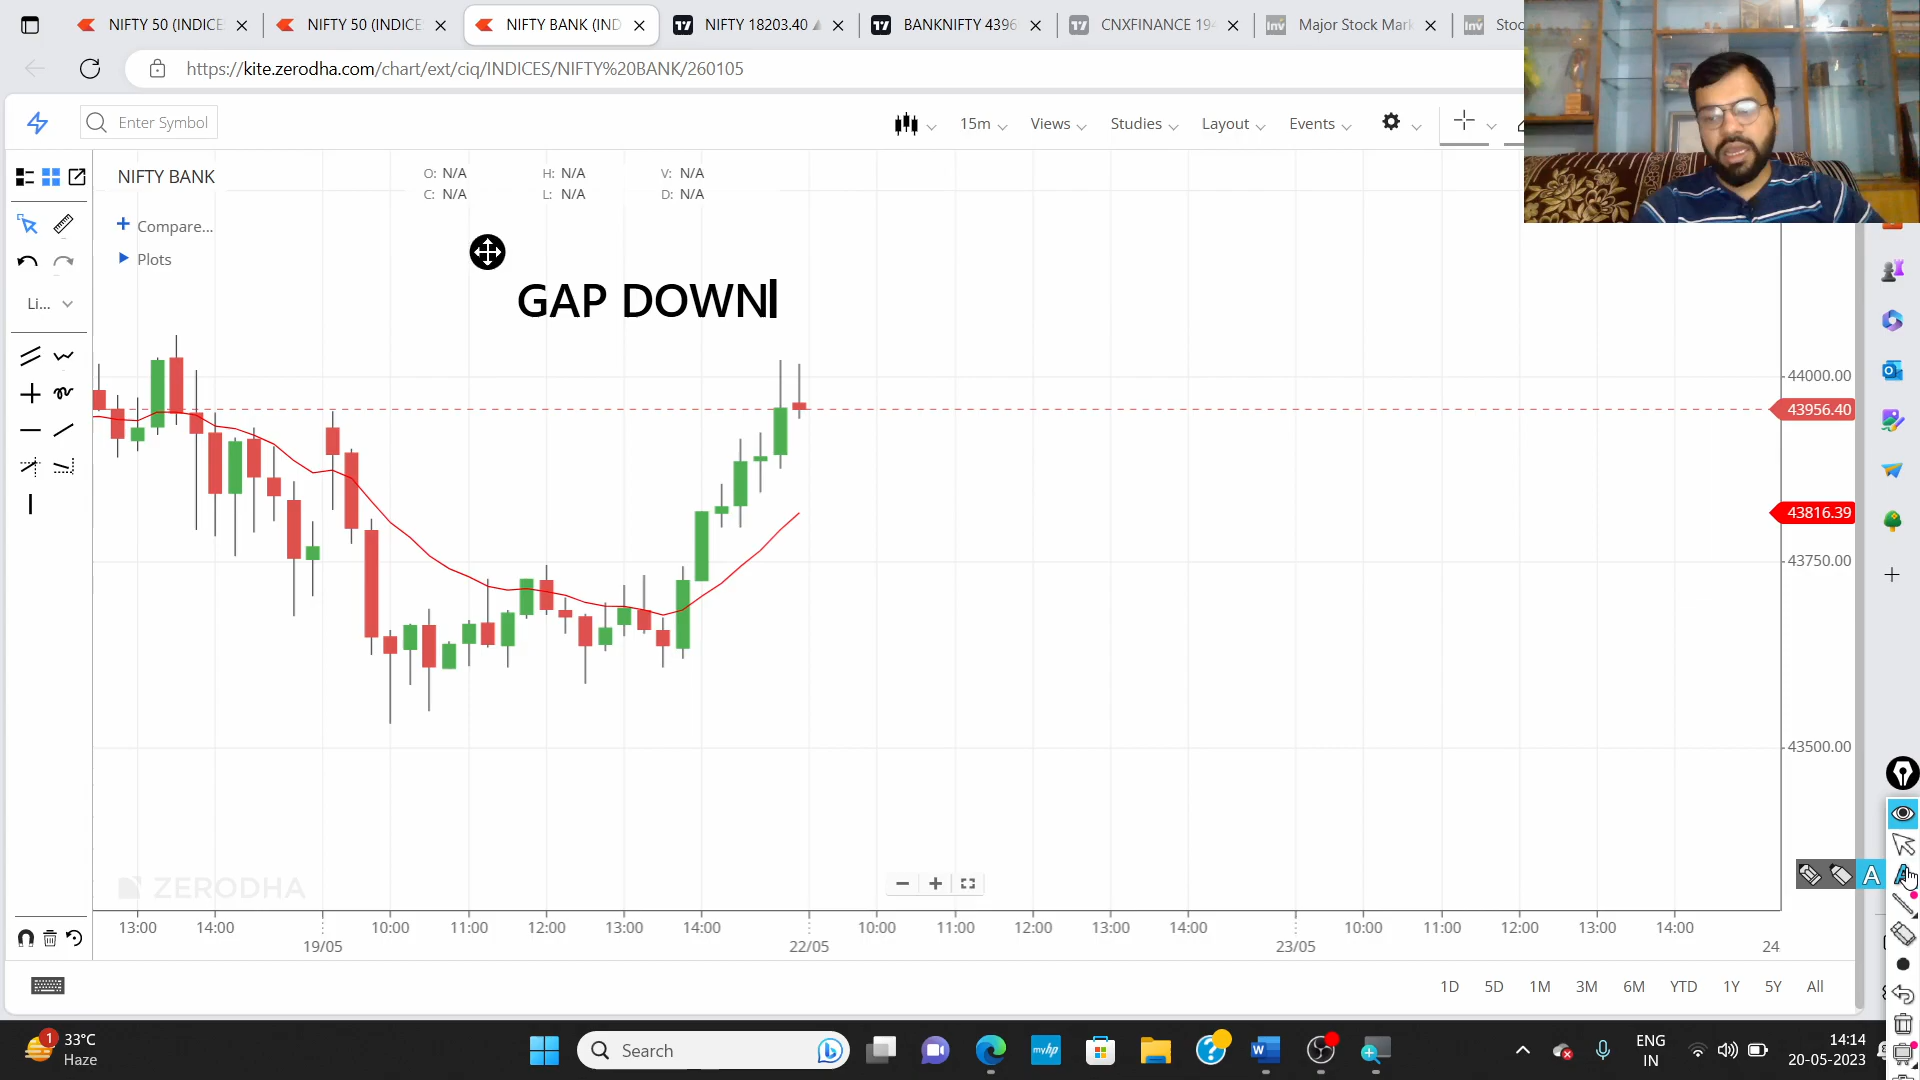 NIFTY 50 (INDICE
NIFTY 50 (INDICE
NIFTY BANK (IND
NIFTY 18203.40
BANKNIFTY 4396
CNXFINANCE 19
Major Stock Mar
Stoc
https://kite.zerodha.com/chart/ext/ciq/INDICES/NIFTY%20BANK/260105
Enter Symbol
15m
Views
Studies
Layout
Events
NIFTY BANK
O: N/A
H: N/A
V: N/A
C: N/A
L: N/A
D: N/A
Compare...
Plots
Li...
GAP DOWN
44000.00
43956.40
43816.39
43750.00
43500.00
ZERODHA
13:00
14:00
10:00
11:00
12:00
13:00
14:00
10:00
11:00
12:00
13:00
14:00
10:00
11:00
12:00
13:00
14:00
19/05
22/05
23/05
24
1D
5D
1M
3M
6M
YTD
1Y
5Y
All
A
1
33°C
Haze
Search
myhp
W
ENG
IN
14:14
20-05-2023